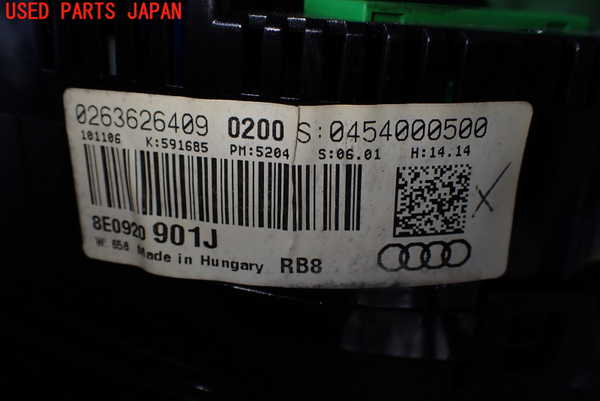 USED PARTS JAPAN
0263626409 0200 S:0454000500
101106 K:591685 PM:5204 S:06.01 H:14.14
8E0920 901J
W 658 Made in Hungary RB8